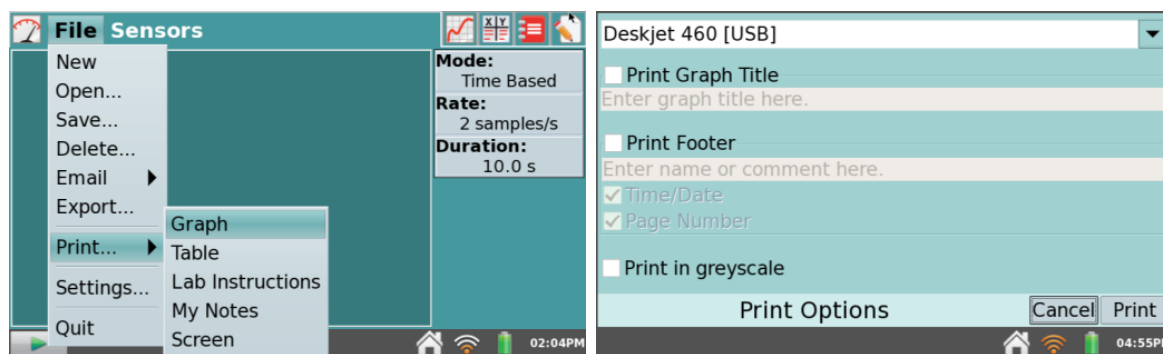 File Sensors
New
Open...
Save...
Delete...
Email
Export...
Print...
Settings...
Quit
Graph
Table
Lab Instructions
My Notes
Screen
X Y
Mode:
Time Based
Rate:
2 samples/s
Duration:
10.0 s
02:04PM
Deskjet 460 [USB]
Print Graph Title
Enter graph title here.
Print Footer
Enter name or comment here.
Time/Date
Page Number
Print in greyscale
Print Options Cancel Print